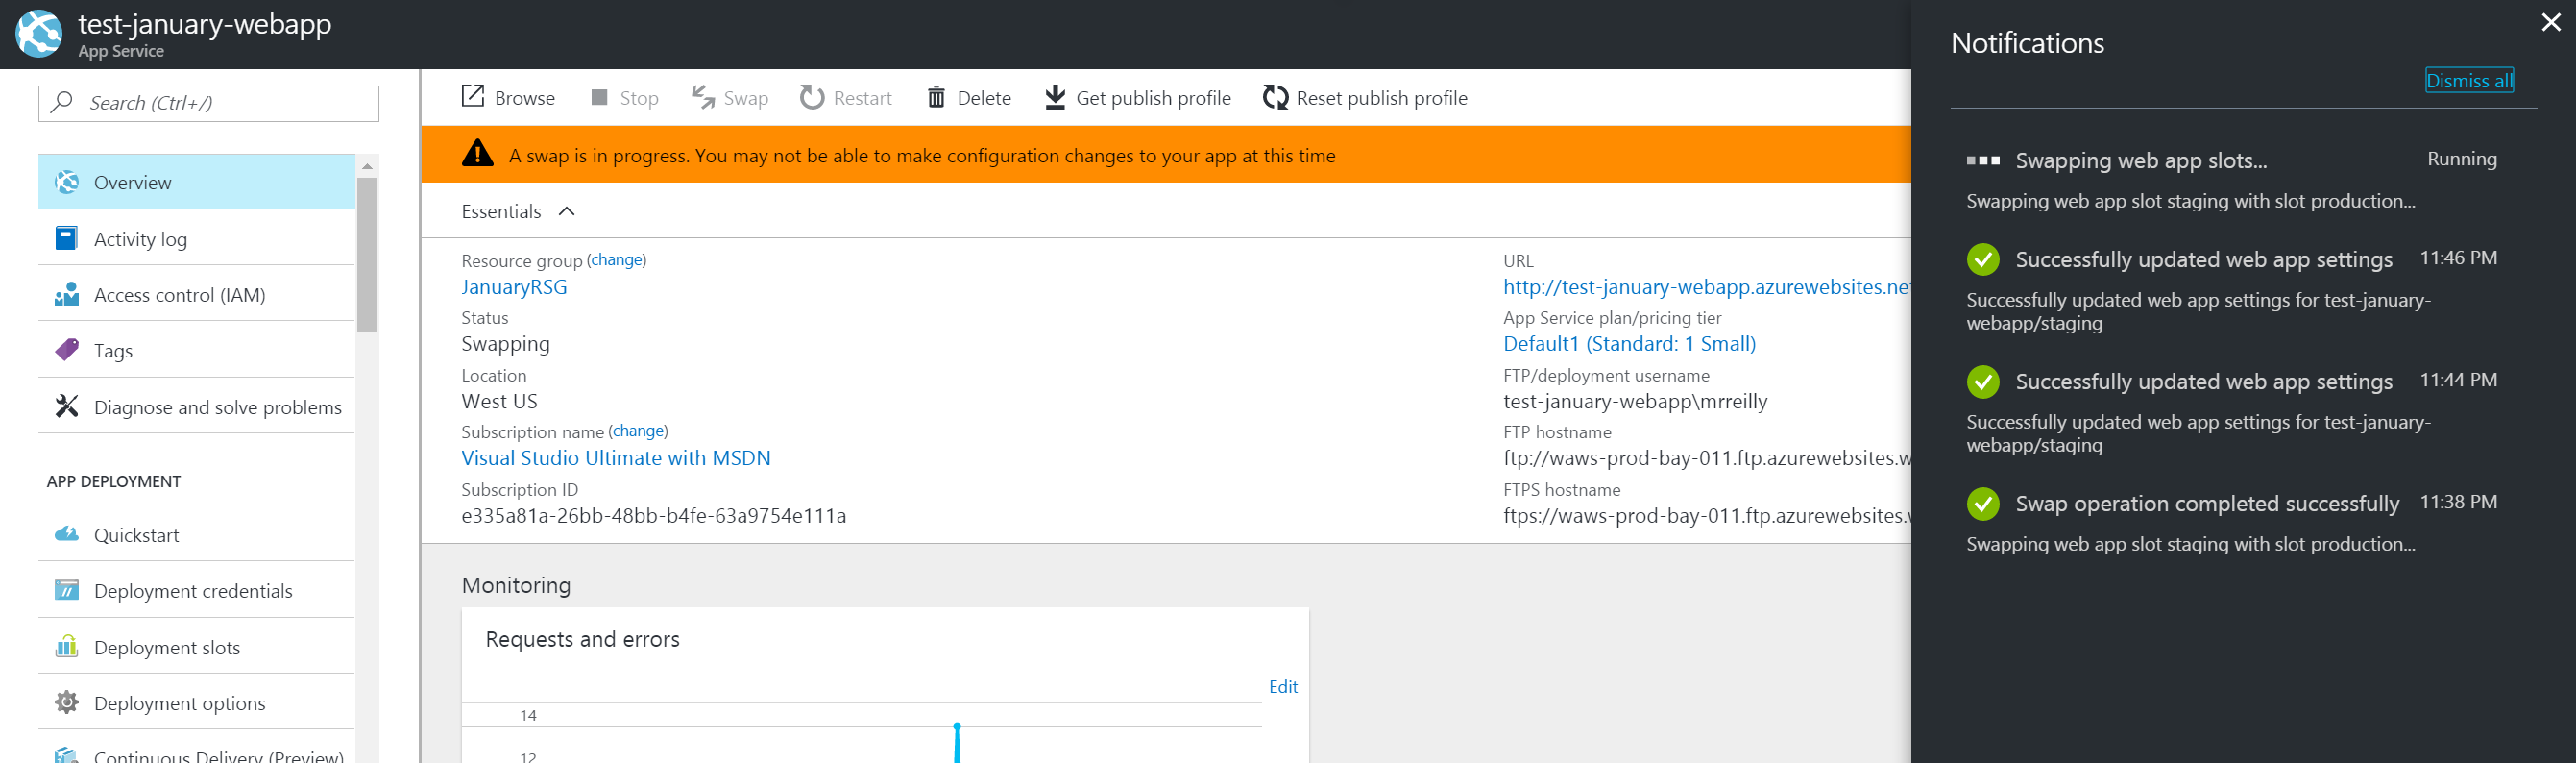 test-january-webapp
App Service
Search (Ctrl+/)
Overview
Activity log
Access control (IAM)
Tags
Diagnose and solve problems
APP DEPLOYMENT
Quickstart
Deployment credentials
Deployment slots
Deployment options
Continuous Delivery (Preview)
Browse Stop Swap Restart Delete Get publish profile Reset publish profile
A swap is in progress. You may not be able to make configuration changes to your app at this time
Essentials
Resource group (change)
JanuaryRSG
Status
Swapping
Location
West US
Subscription name (change)
Visual Studio Ultimate with MSDN
Subscription ID
e335a81a-26bb-48bb-b4fe-63a9754e111a
URL
http://test-january-webapp.azurewebsites.net
App Service plan/pricing tier
Default1 (Standard: 1 Small)
FTP/deployment username
test-january-webapp\mrreilly
FTP hostname
ftp://waws-prod-bay-011.ftp.azurewebsites.w
FTPS hostname
ftps://waws-prod-bay-011.ftp.azurewebsites.w
Monitoring
Requests and errors
Edit
14
12
Notifications
Dismiss all
Swapping web app slots... Running
Swapping web app slot staging with slot production...
Successfully updated web app settings 11:46 PM
Successfully updated web app settings for test-january-
webapp/staging
Successfully updated web app settings 11:44 PM
Successfully updated web app settings for test-january-
webapp/staging
Swap operation completed successfully 11:38 PM
Swapping web app slot staging with slot production...